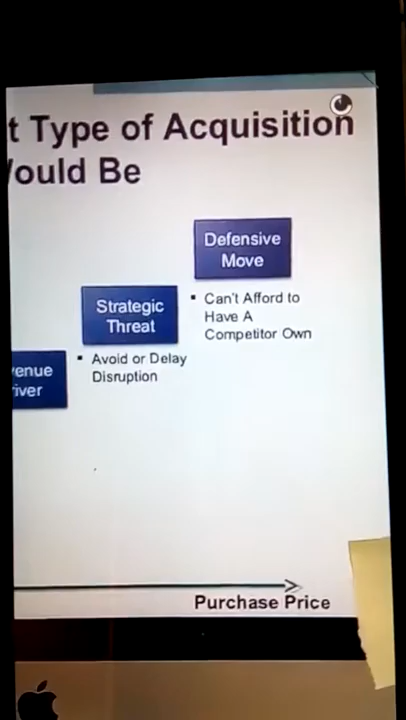 t Type of Acquisition
ould Be
Defensive
Move
Can't Afford to
Have A
Competitor Own
Strategic
Threat
Avoid or Delay
Disruption
enue
iver
Purchase Price